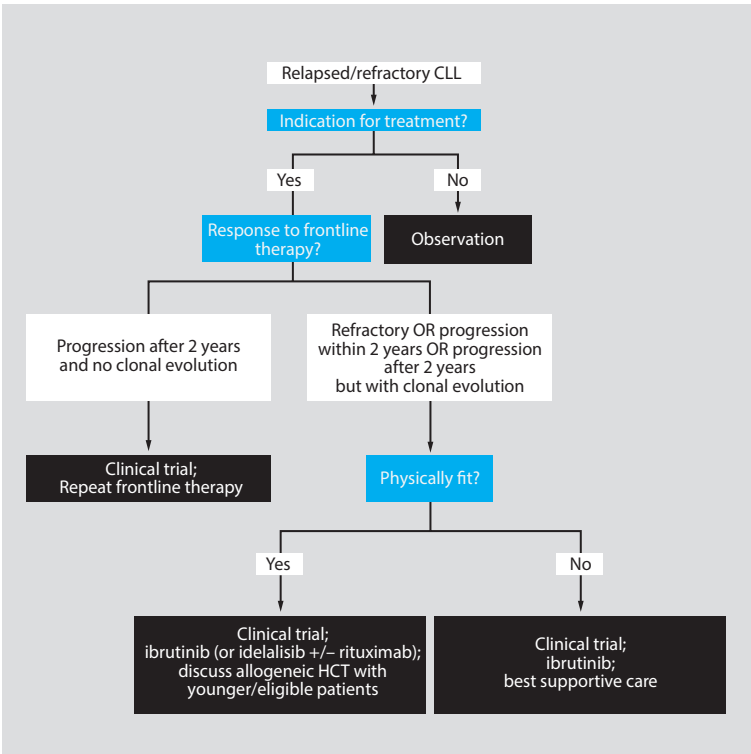 Relapsed/refractory CLL
Indication for treatment?
Yes
No
Response to frontline
therapy?
Observation
Progression after 2 years
and no clonal evolution
Refractory OR progression
within 2 years OR progression
after 2 years
but with clonal evolution
Clinical trial;
Repeat frontline therapy
Physically fit?
Yes
No
Clinical trial;
ibrutinib (or idelalisib +/– rituximab);
discuss allogeneic HCT with
younger/eligible patients
Clinical trial;
ibrutinib;
best supportive care